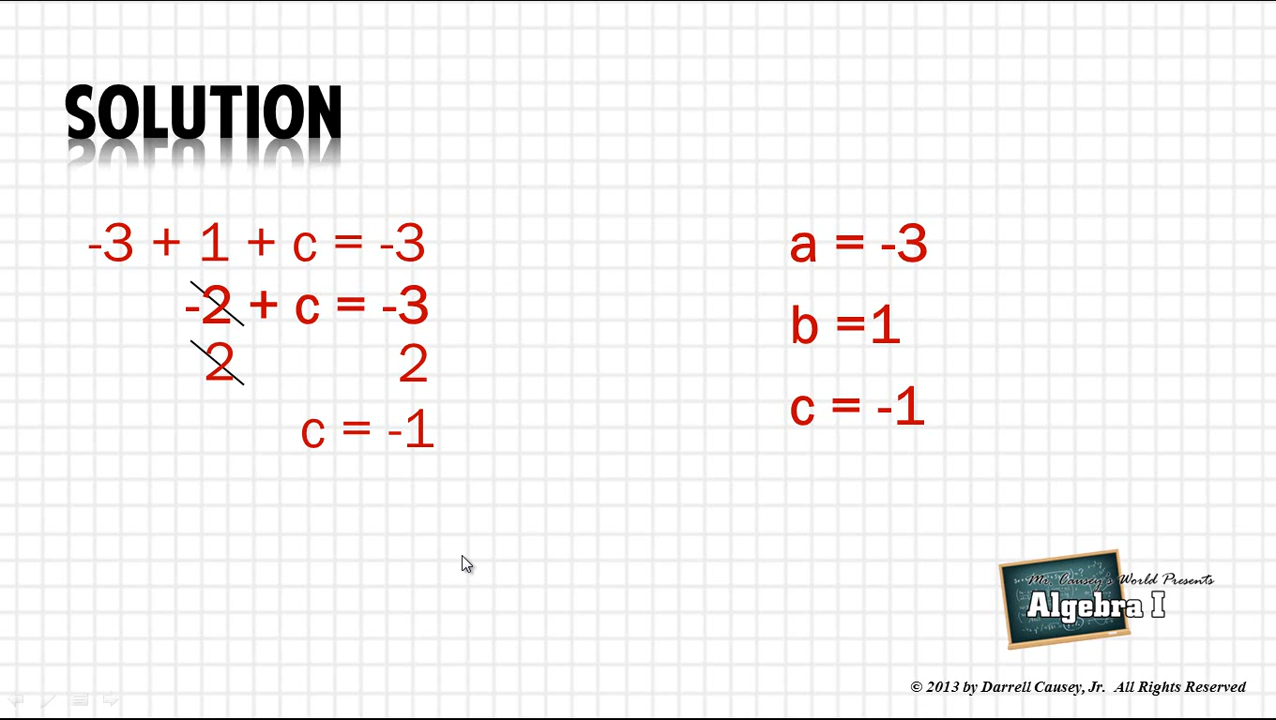 SOLUTION
-3 + 1 + c = -3
-2 + c = -3
2 2
c = -1
a = -3
b =1
c = -1
Mr. Causey's World Presents
Algebra I
© 2013 by Darrell Causey, Jr. All Rights Reserved